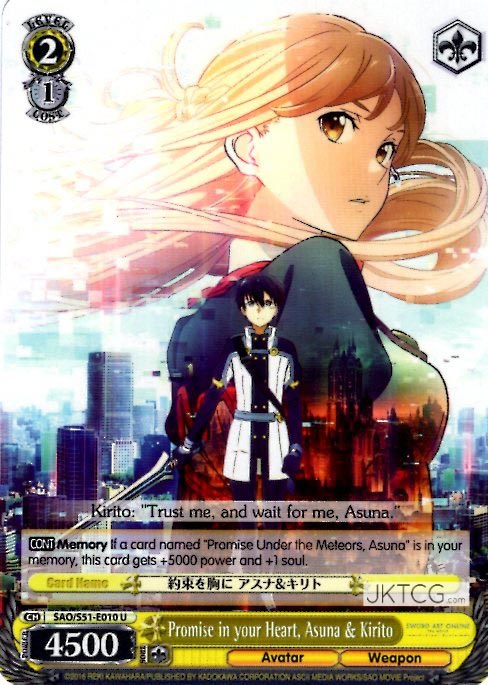 LEVEL
2
1
COST
Kirito: "Trust me, and wait for me, Asuna."
CONT Memory If a card named "Promise Under the Meteors, Asuna" is in your
memory, this card gets +5000 power and +1 soul.
Card Name
約束を胸に アスナ&キリト
JKTCG.com
CH
SAO/S51-E010 U
POWER
4500
SOUL
Promise in your Heart, Asuna & Kirito
SWORD ART ONLINE
Avatar
Weapon
©2016 REKI KAWAHARA/PUBLISHED BY KADOKAWA CORPORATION ASCII MEDIA WORKS/SAO MOVIE Project